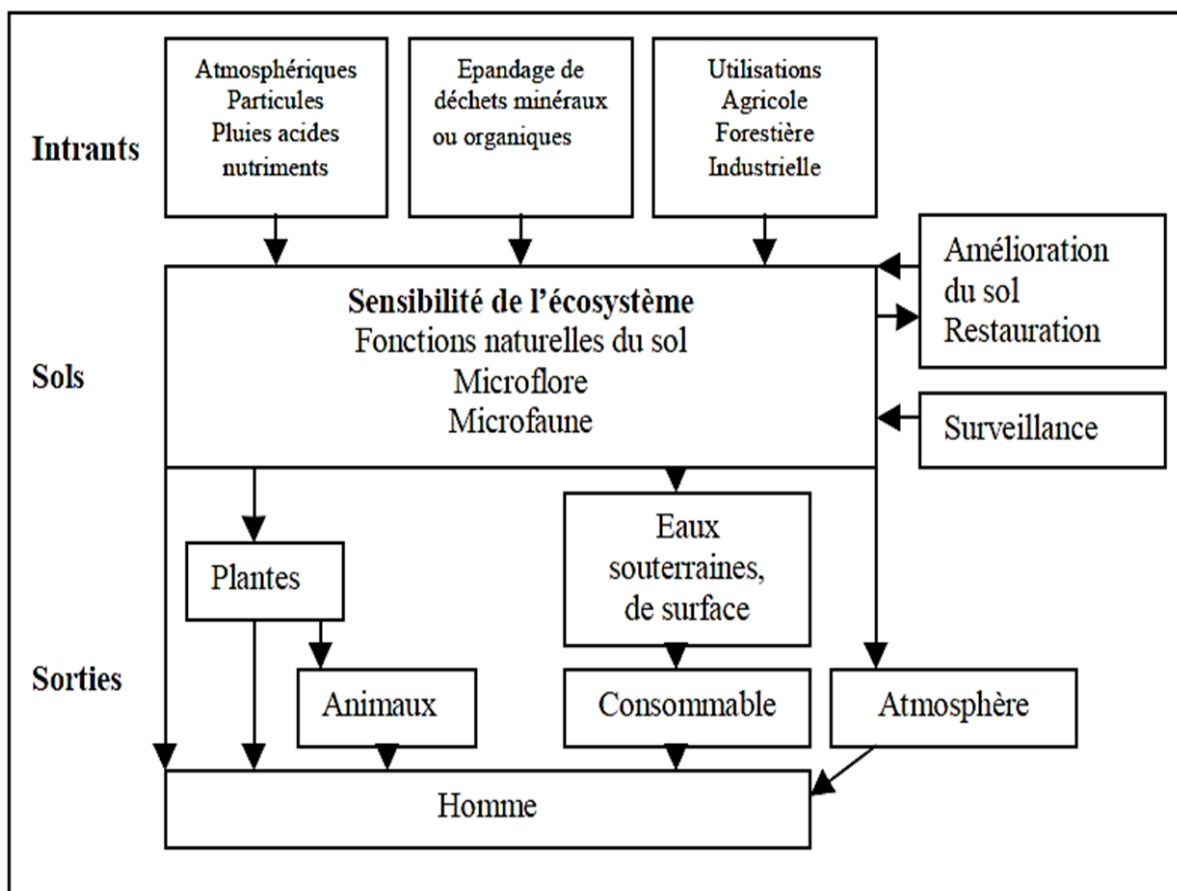 Intrants
Atmosphériques
Particules
Pluies acides
nutriments
Epandage de
déchets minéraux
ou organiques
Utilisations
Agricole
Forestière
Industrielle
Sols
Sensibilité de l'écosystème
Fonctions naturelles du sol
Microflore
Microfaune
Amélioration
du sol
Restauration
Surveillance
Sorties
Plantes
Animaux
Eaux
souterraines,
de surface
Consommable
Atmosphère
Homme